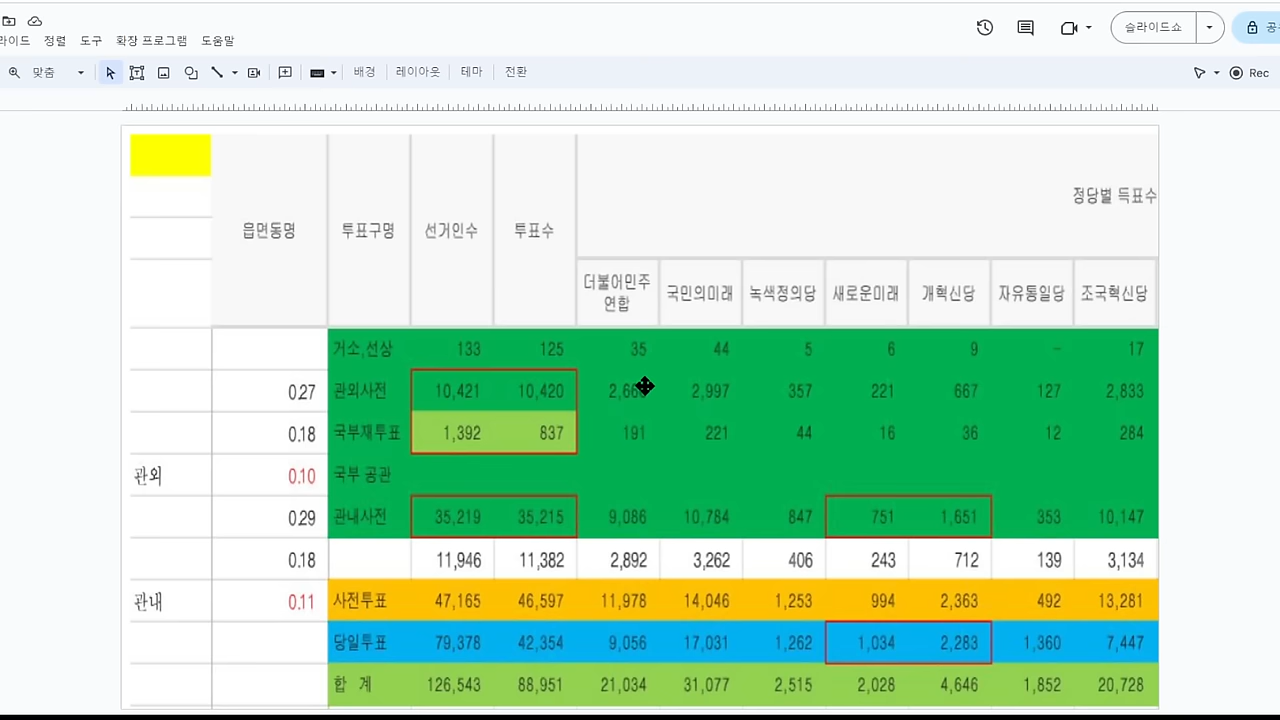 라이드 정렬 도구 확장 프로그램 도움말
슬라이드쇼
맞춤 배경 레이아웃 테마 전환 Rec
정당별 득표수
읍면동명 투표구명 선거인수 투표수
더불어민주
연합
국민의미래 녹색정의당 새로운미래 개혁신당 자유통일당 조국혁신당
거소,선상 133 125 35 44 5 6 9 – 17
0.27 관외사전 10,421 10,420 2,997 357 221 667 127 2,833
0.18 국부재투표 1,392 837 191 221 44 16 36 12 284
관외 0.10 국부 공관
0.29 관내사전 35,219 35,215 9,086 10,784 847 751 1,651 353 10,147
0.18 11,946 11,382 2,892 3,262 406 243 712 139 3,134
관내 0.11 사전투표 47,165 46,597 11,978 14,046 1,253 994 2,363 492 13,281
당일투표 79,378 42,354 9,056 17,031 1,262 1,034 2,283 1,360 7,447
합 계 126,543 88,951 21,034 31,077 2,515 2,028 4,646 1,852 20,728